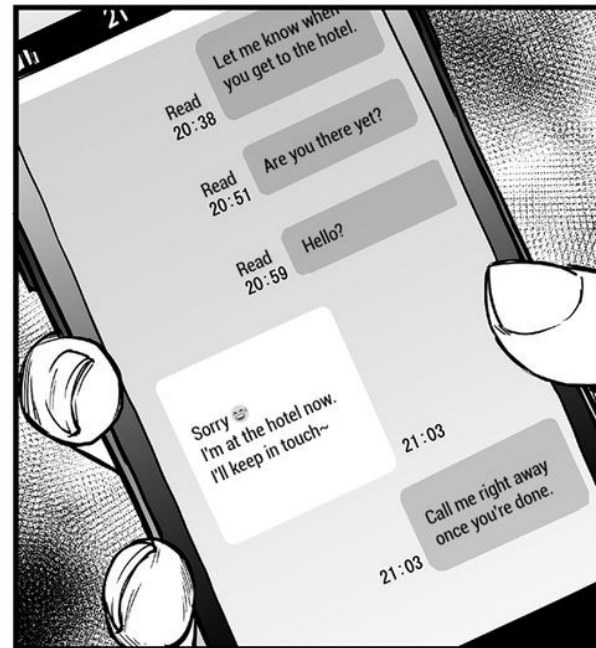 21
Let me know when
you get to the hotel.
Read
20:38
Are you there yet?
Read
20:51
Hello?
Read
20:59
Sorry
I'm at the hotel now.
I'll keep in touch~
21:03
Call me right away
once you're done.
21:03